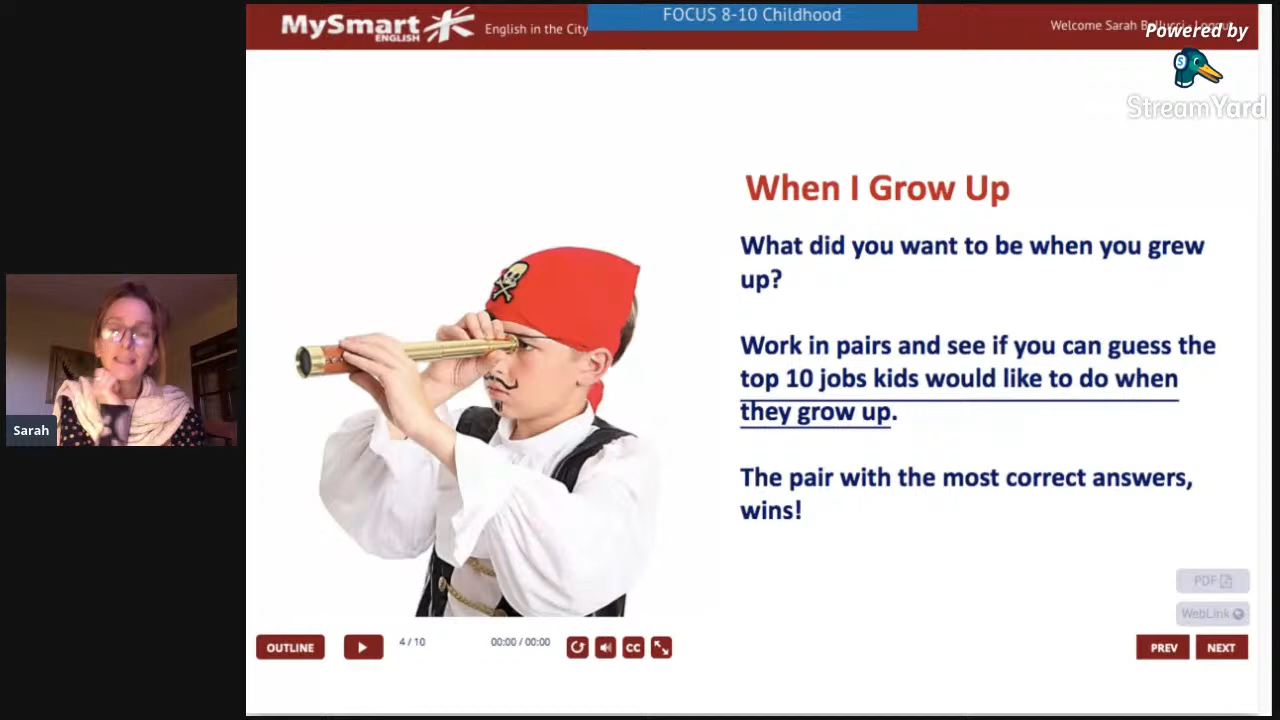 MySmart
ENGLISH
English in the City
FOCUS 8-10 Childhood
Welcome Sarah
Powered by
StreamYard
When I Grow Up
What did you want to be when you grew
up?
Work in pairs and see if you can guess the
top 10 jobs kids would like to do when
they grow up.
The pair with the most correct answers,
wins!
Sarah
PDF
WebLink
OUTLINE
4 / 10
00:00 / 00:00
CC
PREV
NEXT